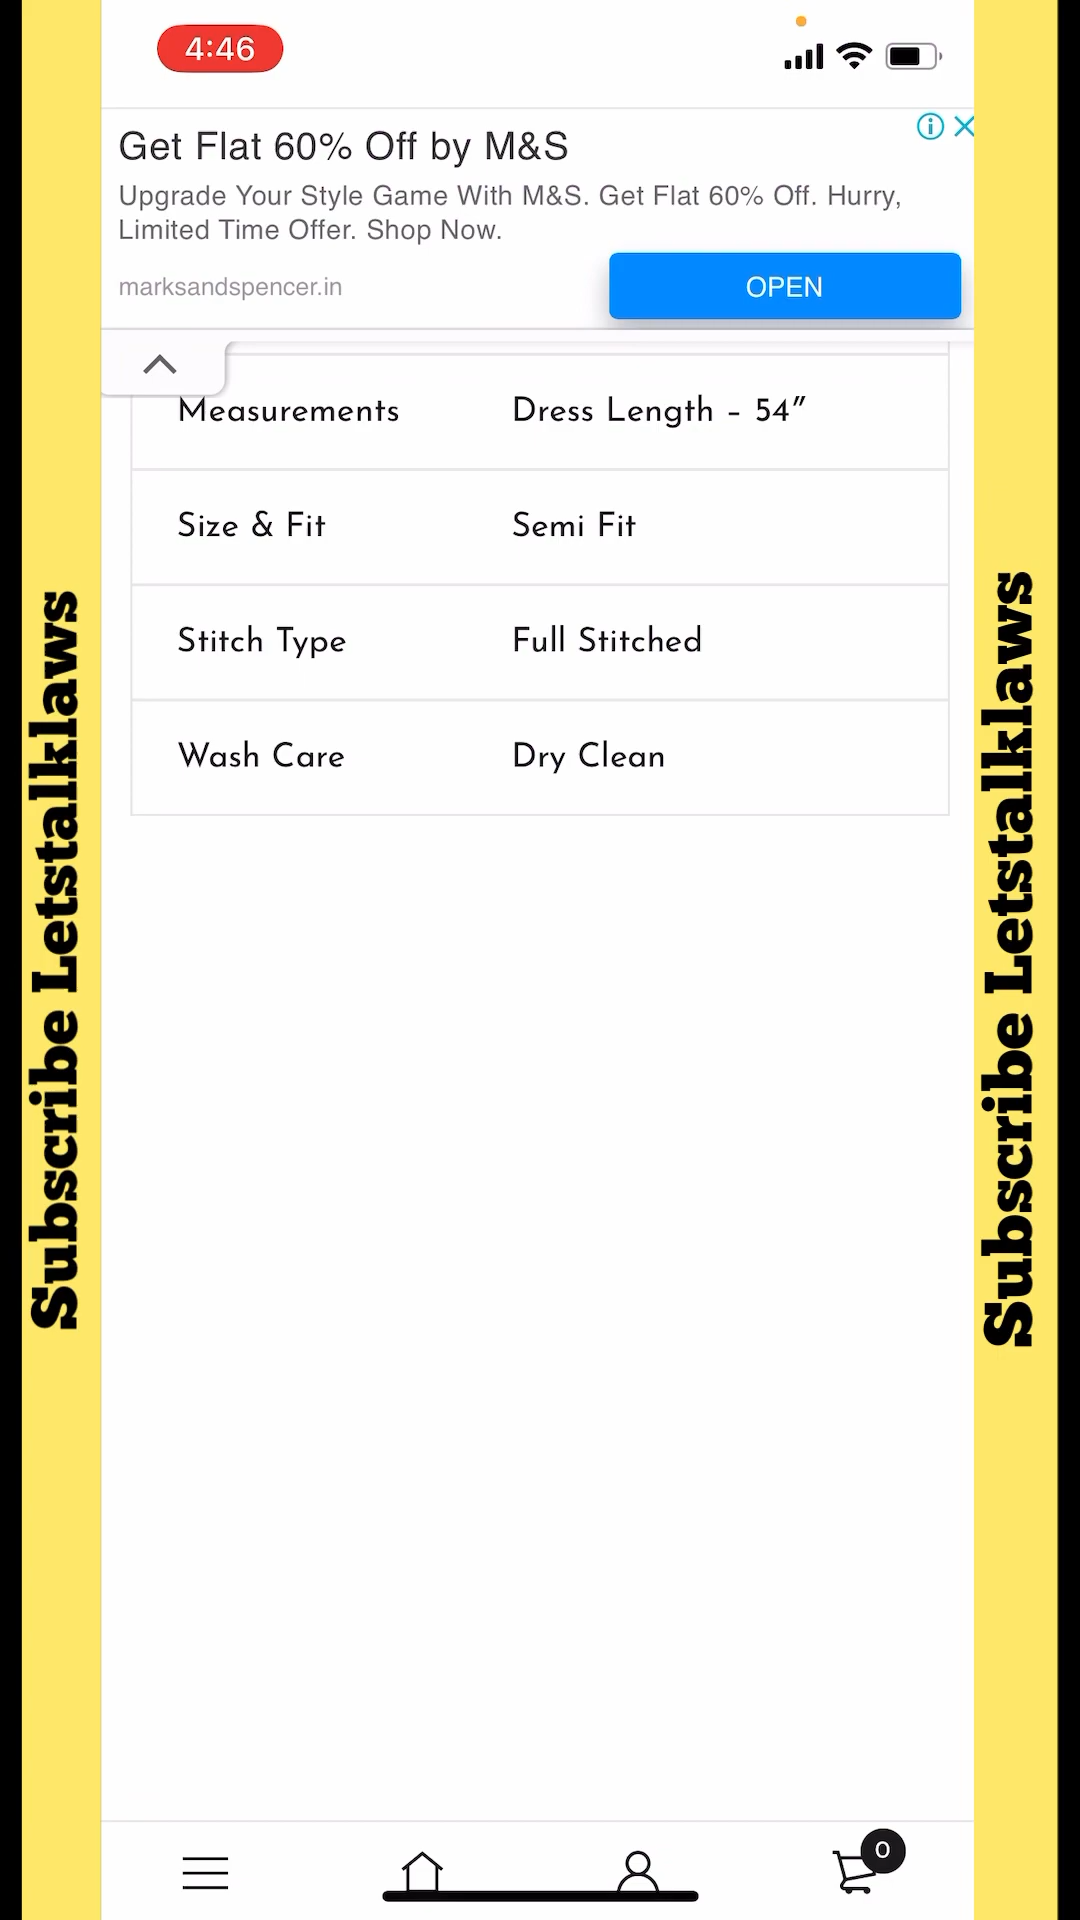 4:46
Get Flat 60% Off by M&S
Upgrade Your Style Game With M&S. Get Flat 60% Off. Hurry,
Limited Time Offer. Shop Now.
marksandspencer.in
OPEN
Measurements Dress Length – 54″
Size & Fit Semi Fit
Stitch Type Full Stitched
Wash Care Dry Clean
Subscribe Letstalklaws
Subscribe Letstalklaws
0